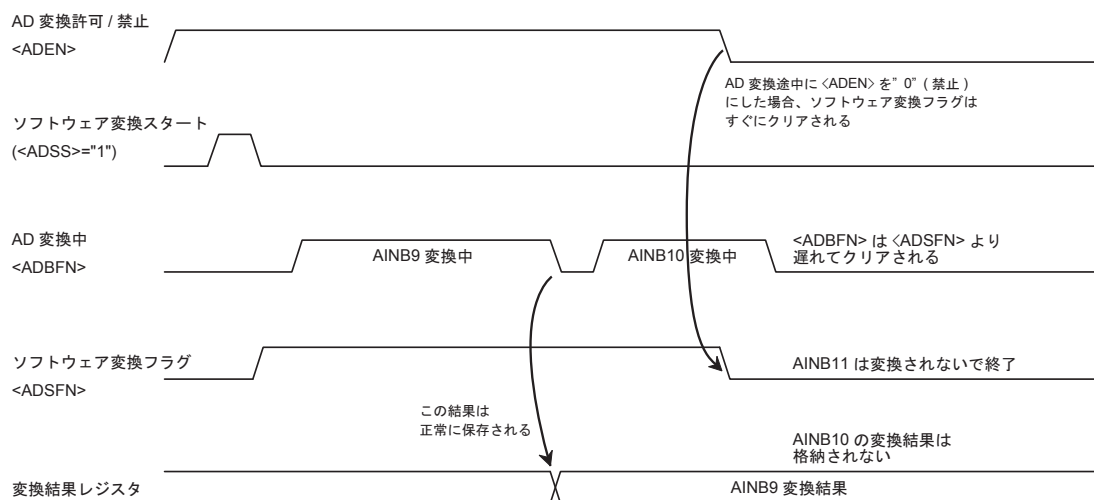 AD 変換許可 / 禁止
<ADEN>
AD 変換途中に <ADEN> を” 0” ( 禁止 )
にした場合、ソフトウェア変換フラグは
すぐにクリアされる
ソフトウェア変換スタート
(<ADSS>="1")
AD 変換中
<ADBFN>
AINB9 変換中
AINB10 変換中
<ADBFN> は <ADSFN> より
遅れてクリアされる
ソフトウェア変換フラグ
<ADSFN>
AINB11 は変換されないで終了
この結果は
正常に保存される
AINB10 の変換結果は
格納されない
変換結果レジスタ
AINB9 変換結果